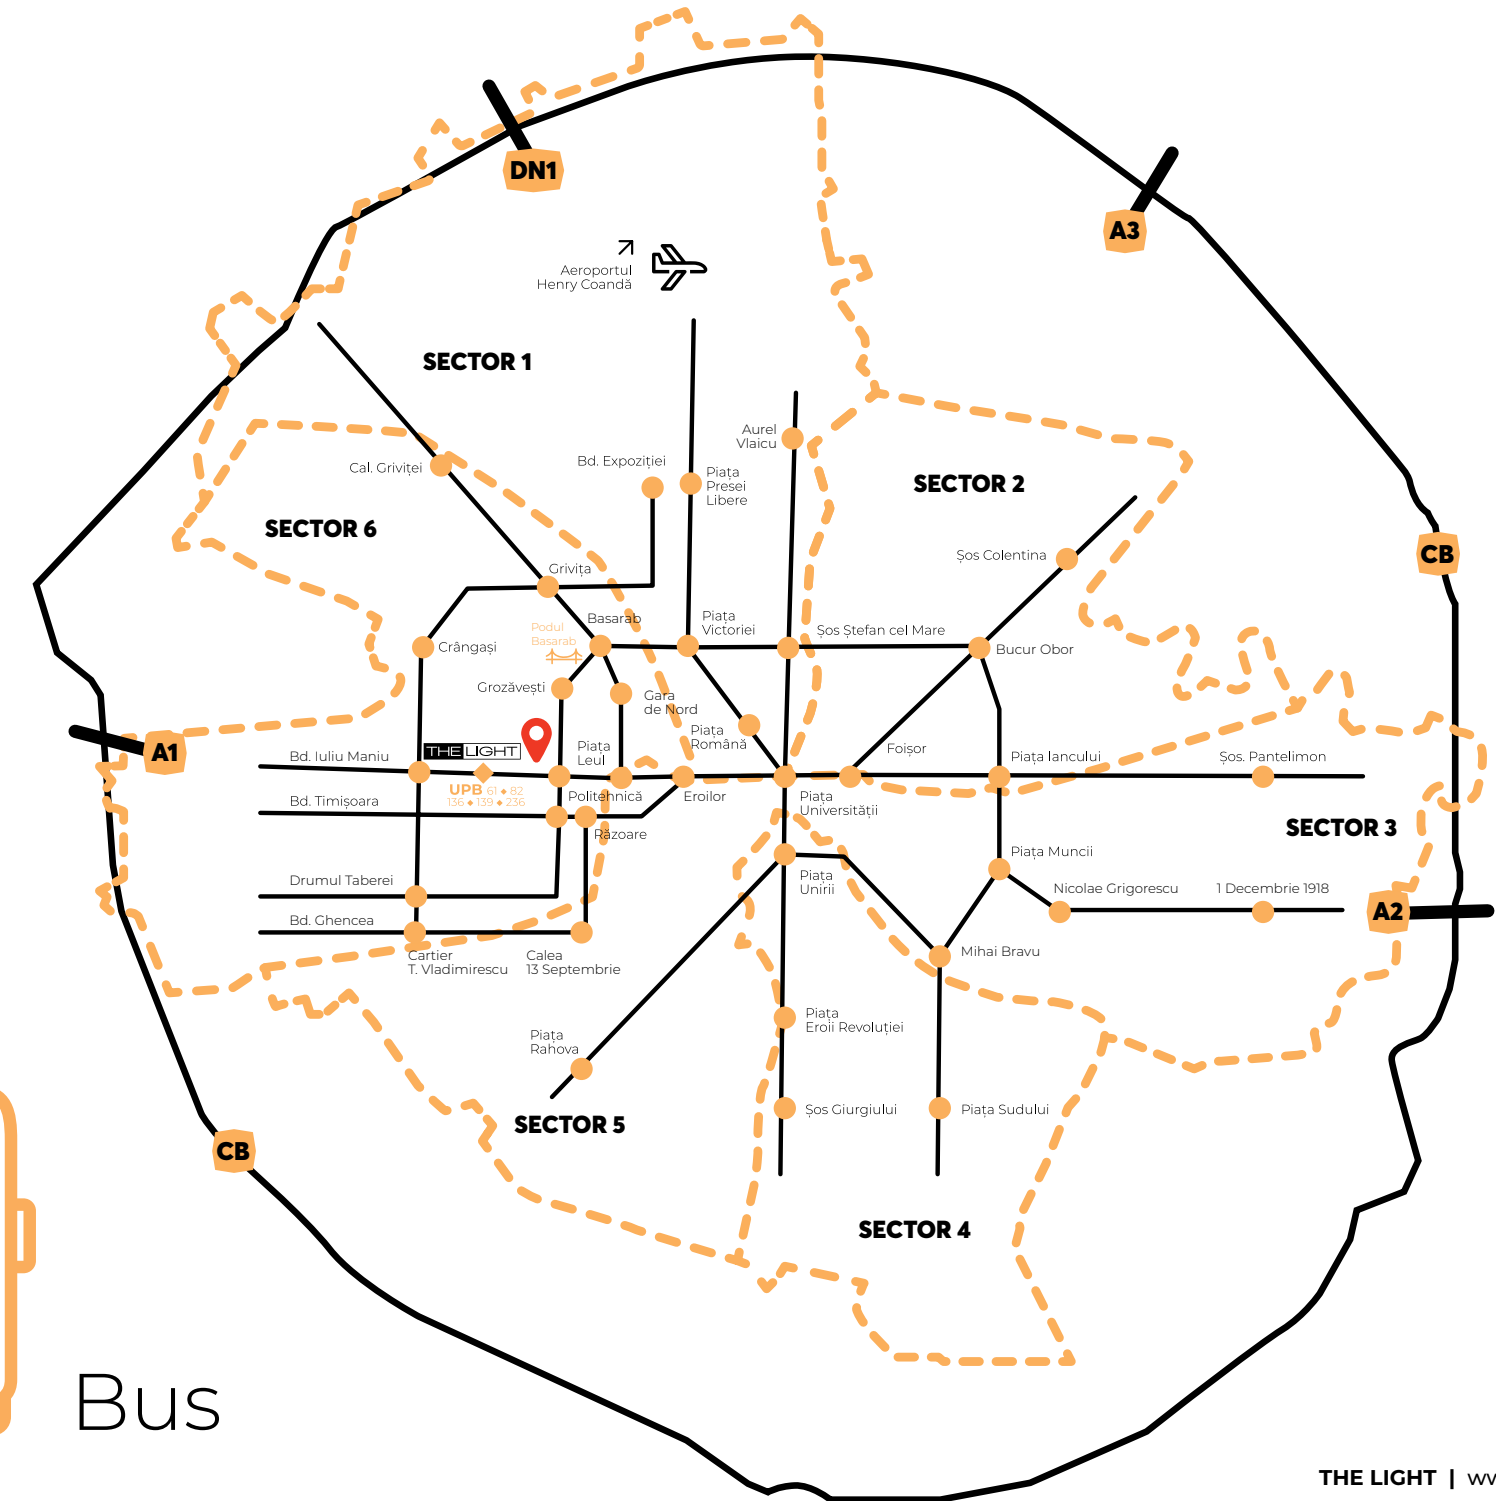 DN1
A3
Aeroportul
Henry Coandă
SECTOR 1
Aurel
Vlaicu
Cal. Griviței
Bd. Expoziției
Piața
Presei
Libere
SECTOR 2
SECTOR 6
CB
Șos Colentina
Grivița
Basarab
Piața
Victoriei
Șos Ștefan cel Mare
Bucur Obor
Podul
Basarab
Crângași
Grozăvești
Gara
de Nord
Piața
Română
A1
Bd. Iuliu Maniu
THE LIGHT
Piața
Leul
Foișor
Piața Iancului
Șos. Pantelimon
UPB 61 ◆ 82
136 ◆ 139 ◆ 236
Politehnică
Eroilor
Piața
Universității
Bd. Timișoara
Răzoare
SECTOR 3
Piața Muncii
Piața
Unirii
Drumul Taberei
Nicolae Grigorescu
1 Decembrie 1918
A2
Bd. Ghencea
Cartier
T. Vladimirescu
Calea
13 Septembrie
Mihai Bravu
Piața
Eroii Revoluției
Piața
Rahova
SECTOR 5
Șos Giurgiului
Piața Sudului
CB
SECTOR 4
Bus
THE LIGHT | ww